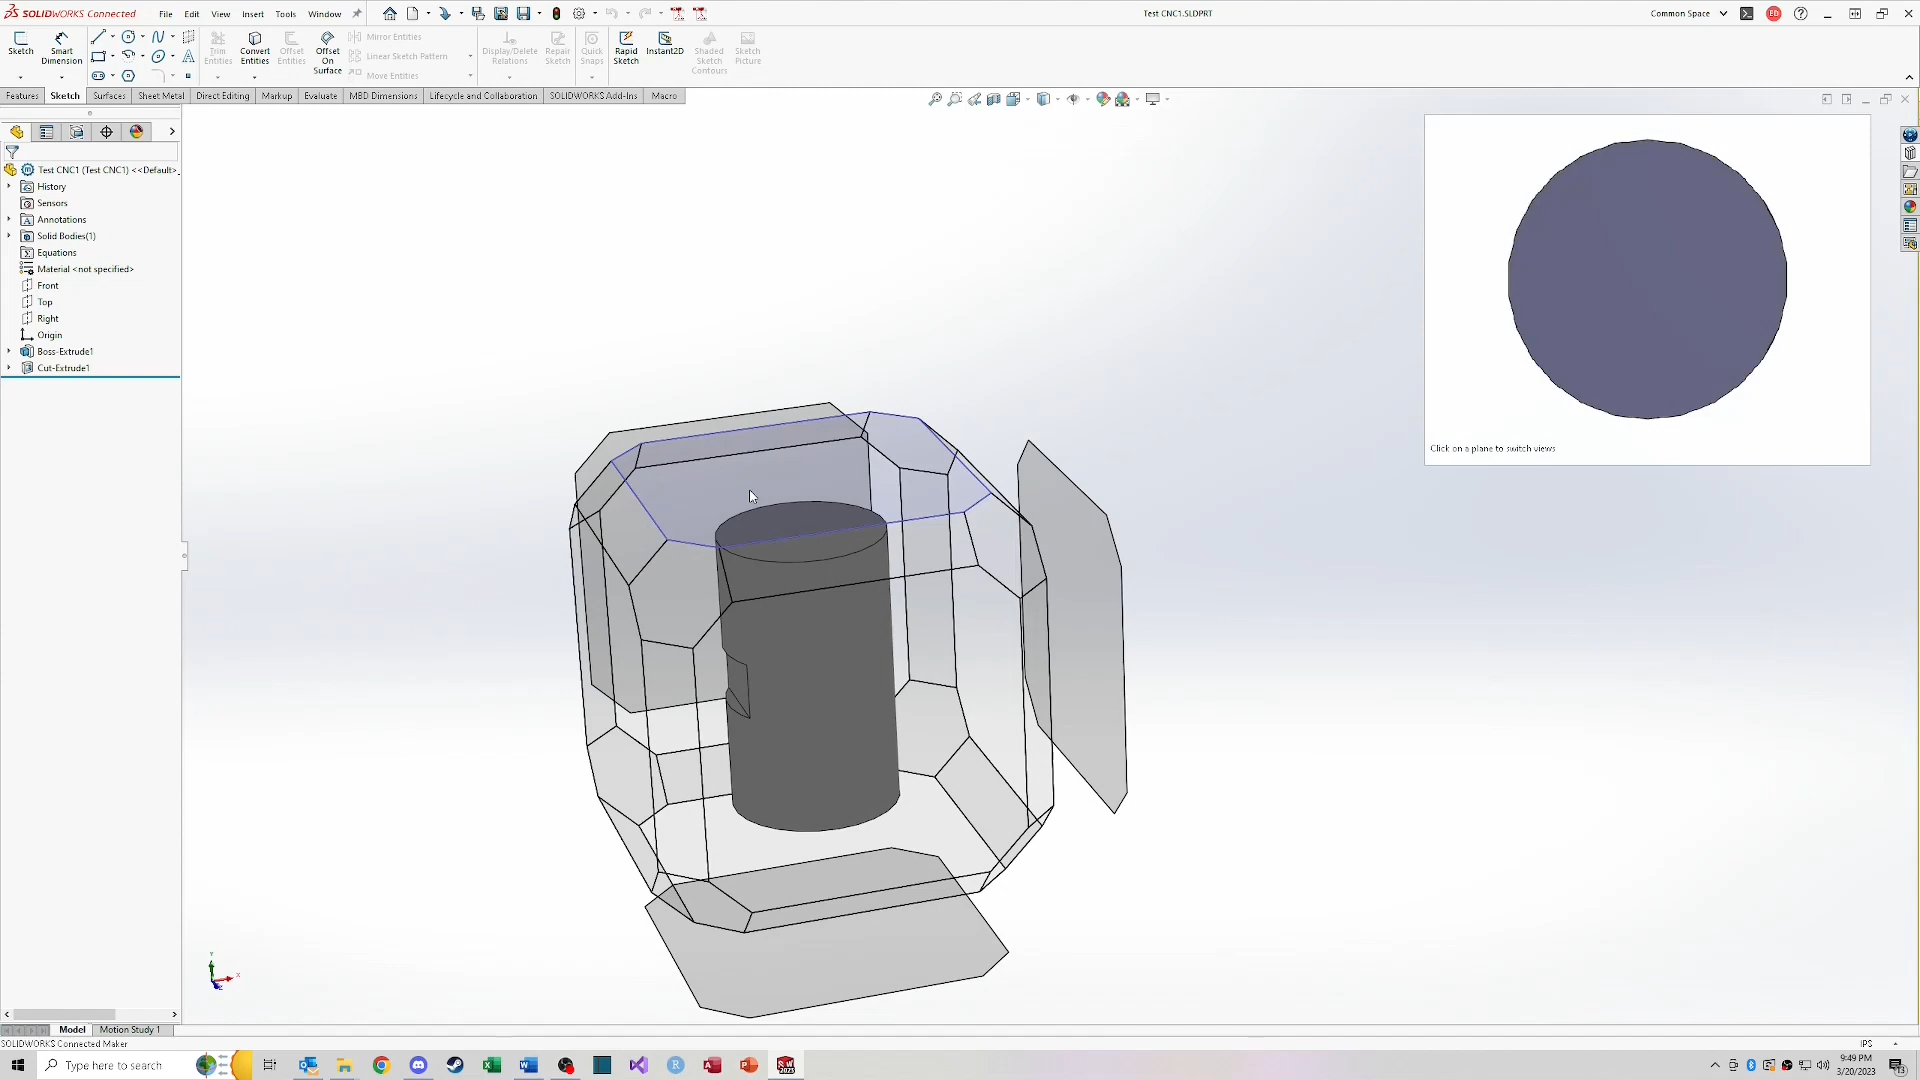 SOLIDWORKS Connected File Edit View Insert Tools Window Test CNC1.SLDPRT Common Space ED
Sketch Smart Dimension Trim Entities Convert Entities Offset Entities Offset On Surface Mirror Entities Linear Sketch Pattern Move Entities Display/Delete Relations Repair Sketch Quick Snaps Rapid Sketch Instant2D Shaded Sketch Contours Sketch Picture
Features Sketch Surfaces Sheet Metal Direct Editing Markup Evaluate MBD Dimensions Lifecycle and Collaboration SOLIDWORKS Add-Ins Macro
Test CNC1 (Test CNC1) <<Default>_
History
Sensors
Annotations
Solid Bodies(1)
Equations
Material <not specified>
Front
Top
Right
Origin
Boss-Extrude1
Cut-Extrude1
Click on a plane to switch views
Model Motion Study 1
SOLIDWORKS Connected Maker IPS
Type here to search
9:49 PM
3/20/2023